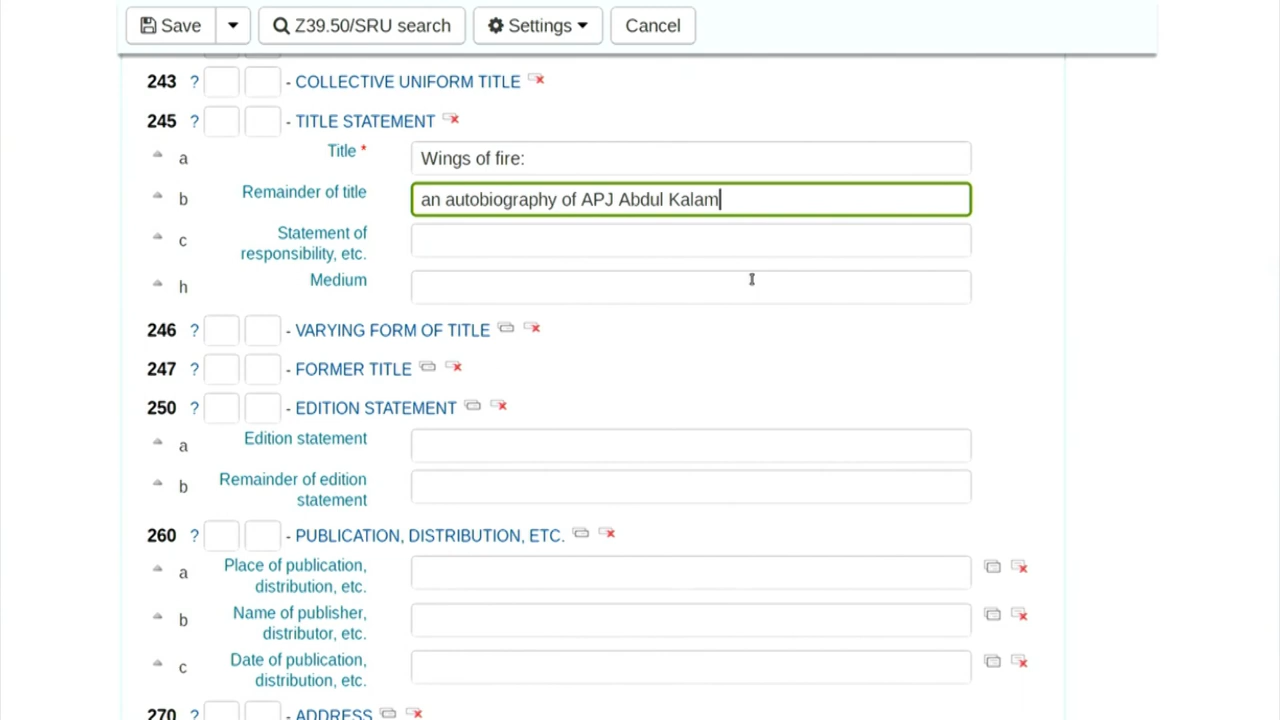 Save Z39.50/SRU search Settings Cancel
243 ? - COLLECTIVE UNIFORM TITLE
245 ? - TITLE STATEMENT
a Title * Wings of fire:
b Remainder of title an autobiography of APJ Abdul Kalam
c Statement of
responsibility, etc.
h Medium
246 ? - VARYING FORM OF TITLE
247 ? - FORMER TITLE
250 ? - EDITION STATEMENT
a Edition statement
b Remainder of edition
statement
260 ? - PUBLICATION, DISTRIBUTION, ETC.
a Place of publication,
distribution, etc.
b Name of publisher,
distributor, etc.
c Date of publication,
distribution, etc.
270 ? - ADDRESS